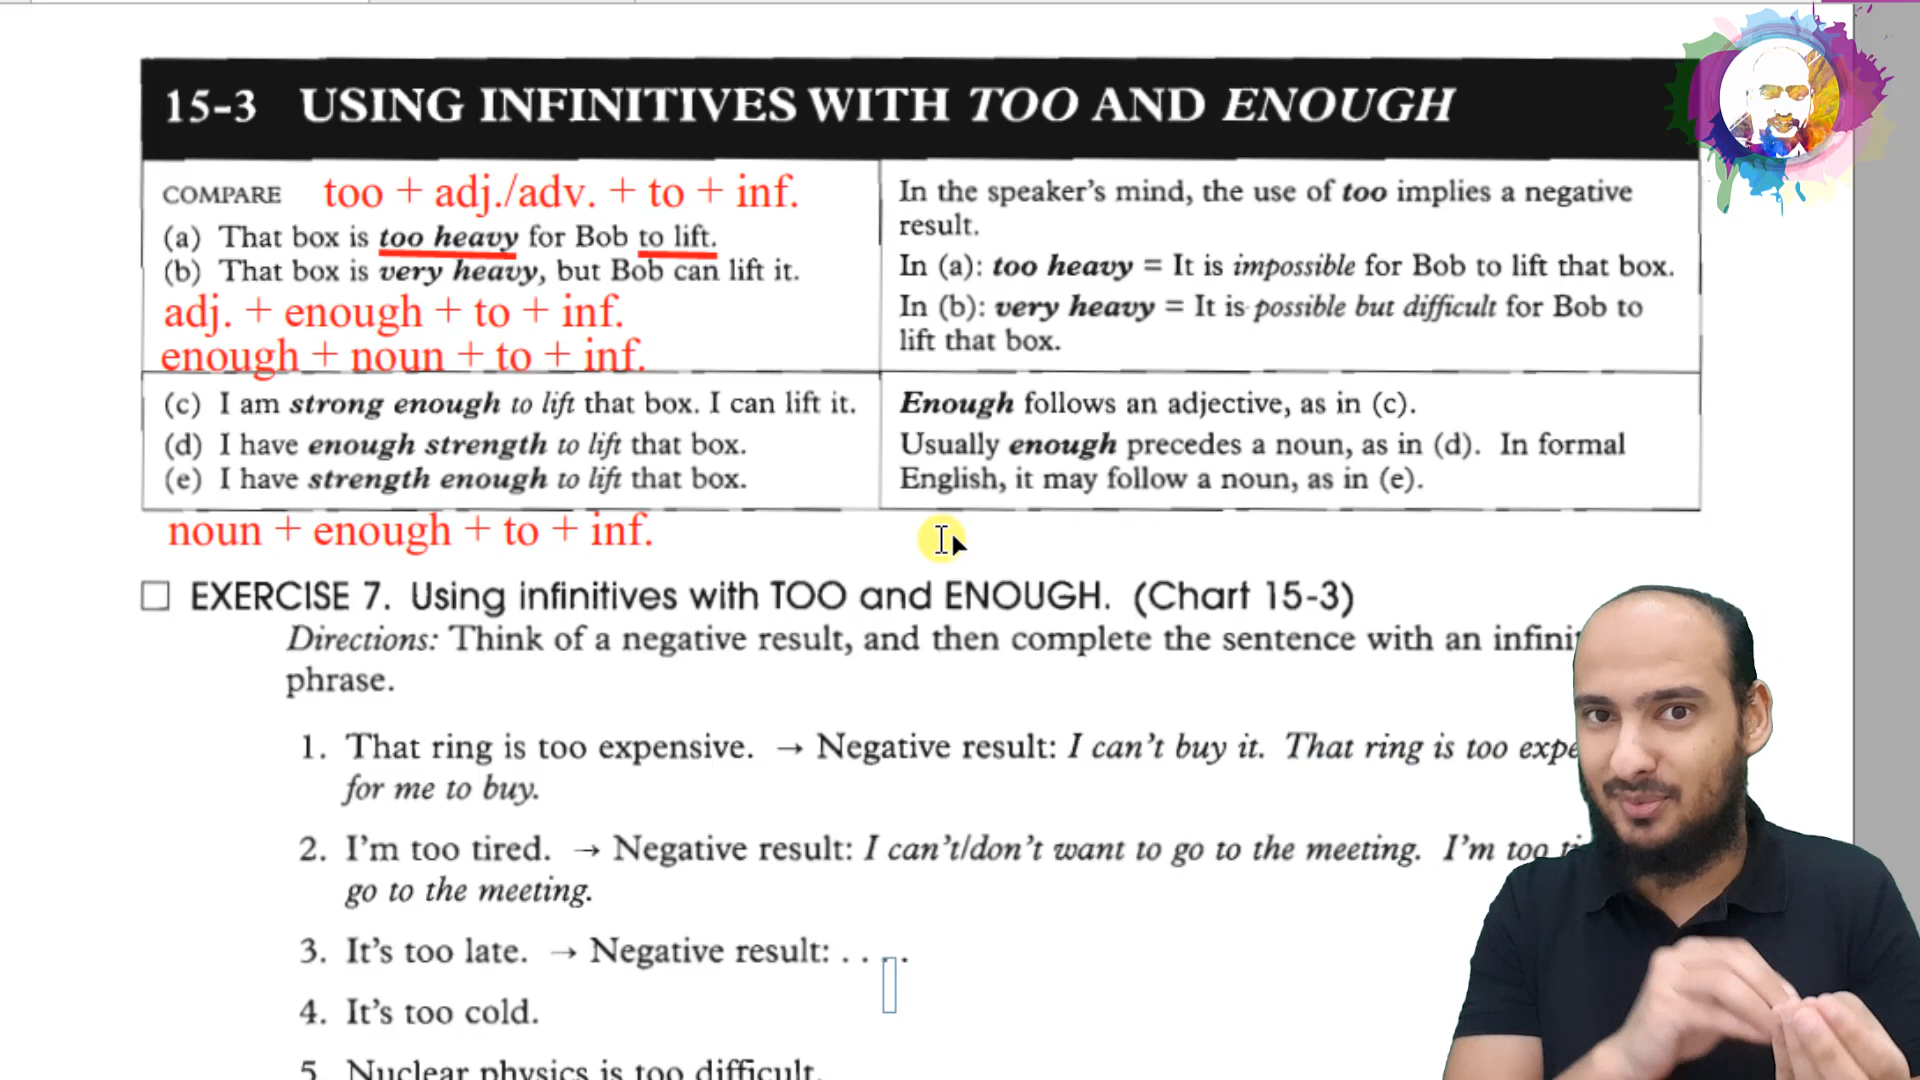 15-3 USING INFINITIVES WITH TOO AND ENOUGH
COMPARE too + adj./adv. + to + inf.
(a) That box is too heavy for Bob to lift.
(b) That box is very heavy, but Bob can lift it.
adj. + enough + to + inf.
enough + noun + to + inf.
In the speaker's mind, the use of too implies a negative
result.
In (a): too heavy = It is impossible for Bob to lift that box.
In (b): very heavy = It is possible but difficult for Bob to
lift that box.
(c) I am strong enough to lift that box. I can lift it.
(d) I have enough strength to lift that box.
(e) I have strength enough to lift that box.
Enough follows an adjective, as in (c).
Usually enough precedes a noun, as in (d). In formal
English, it may follow a noun, as in (e).
noun + enough + to + inf.
EXERCISE 7. Using infinitives with TOO and ENOUGH. (Chart 15-3)
Directions: Think of a negative result, and then complete the sentence with an
phrase.
1. That ring is too expensive. → Negative result: I can't buy it. That ring is too
for me to buy.
2. I'm too tired. → Negative result: I can't/don't want to go to the meeting. I'm too
go to the meeting.
3. It's too late. → Negative result: . . . .
4. It's too cold.
5. Nuclear physics is too difficult.